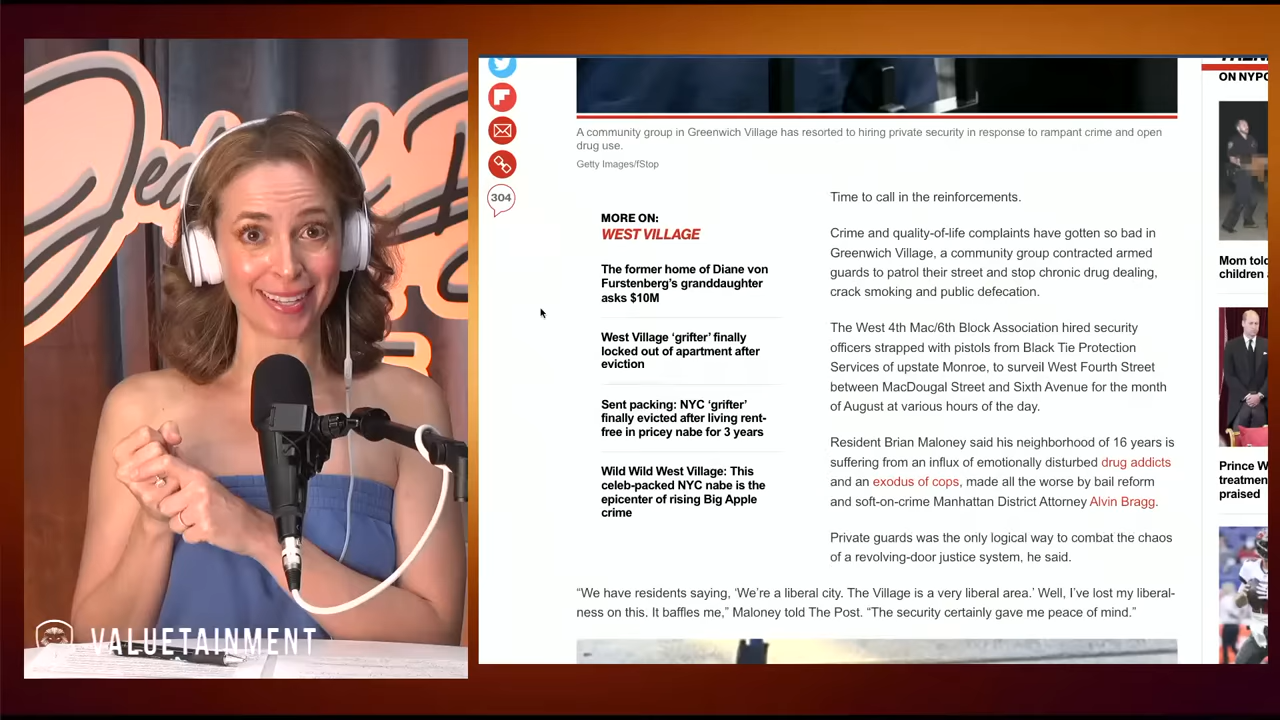 VALUETAINMENT
A community group in Greenwich Village has resorted to hiring private security in response to rampant crime and open
drug use.
Getty Images/fStop
304
MORE ON:
WEST VILLAGE
The former home of Diane von
Furstenberg's granddaughter
asks $10M
West Village ‘grifter’ finally
locked out of apartment after
eviction
Sent packing: NYC ‘grifter’
finally evicted after living rent-
free in pricey nabe for 3 years
Wild Wild West Village: This
celeb-packed NYC nabe is the
epicenter of rising Big Apple
crime
Time to call in the reinforcements.
Crime and quality-of-life complaints have gotten so bad in
Greenwich Village, a community group contracted armed
guards to patrol their street and stop chronic drug dealing,
crack smoking and public defecation.
The West 4th Mac/6th Block Association hired security
officers strapped with pistols from Black Tie Protection
Services of upstate Monroe, to surveil West Fourth Street
between MacDougal Street and Sixth Avenue for the month
of August at various hours of the day.
Resident Brian Maloney said his neighborhood of 16 years is
suffering from an influx of emotionally disturbed drug addicts
and an exodus of cops, made all the worse by bail reform
and soft-on-crime Manhattan District Attorney Alvin Bragg.
Private guards was the only logical way to combat the chaos
of a revolving-door justice system, he said.
“We have residents saying, ‘We’re a liberal city. The Village is a very liberal area.’ Well, I’ve lost my liberal-
ness on this. It baffles me,” Maloney told The Post. “The security certainly gave me peace of mind.”
ON NYPO
Mom told
children
Prince W
treatmen
praised